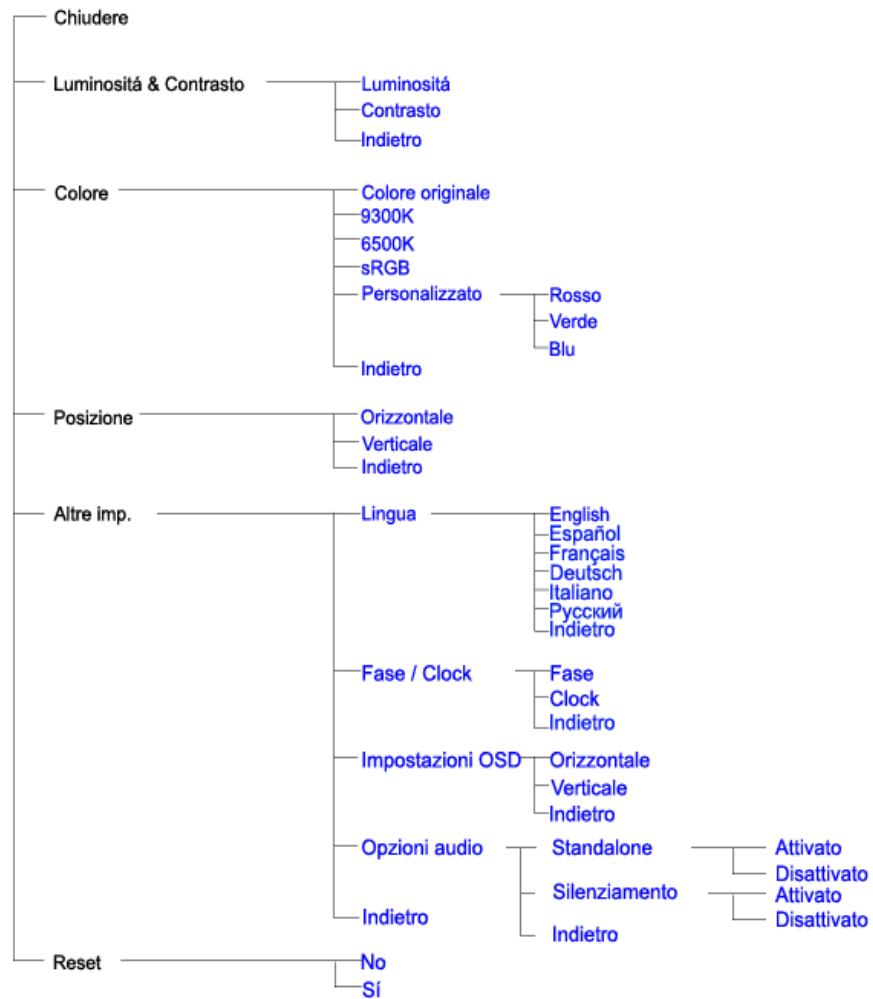 Chiudere
Luminositá & Contrasto
Luminositá
Contrasto
Indietro
Colore
Colore originale
9300K
6500K
sRGB
Personalizzato
Rosso
Verde
Blu
Indietro
Posizione
Orizzontale
Verticale
Indietro
Altre imp.
Lingua
English
Español
Français
Deutsch
Italiano
Русский
Indietro
Fase / Clock
Fase
Clock
Indietro
Impostazioni OSD
Orizzontale
Verticale
Indietro
Opzioni audio
Standalone
Attivato
Disattivato
Silenziamento
Attivato
Disattivato
Indietro
Indietro
Reset
No
Sí